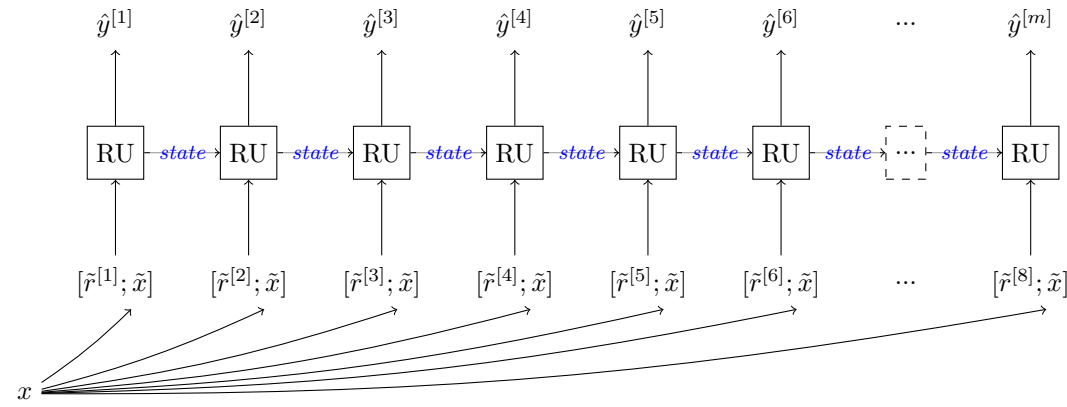 ŷ[1] ŷ[2] ŷ[3] ŷ[4] ŷ[5] ŷ[6] ... ŷ[m]
RU state RU state RU state RU state RU state RU state ... state RU
[r̃[1]; x̃] [r̃[2]; x̃] [r̃[3]; x̃] [r̃[4]; x̃] [r̃[5]; x̃] [r̃[6]; x̃] ... [r̃[8]; x̃]
x